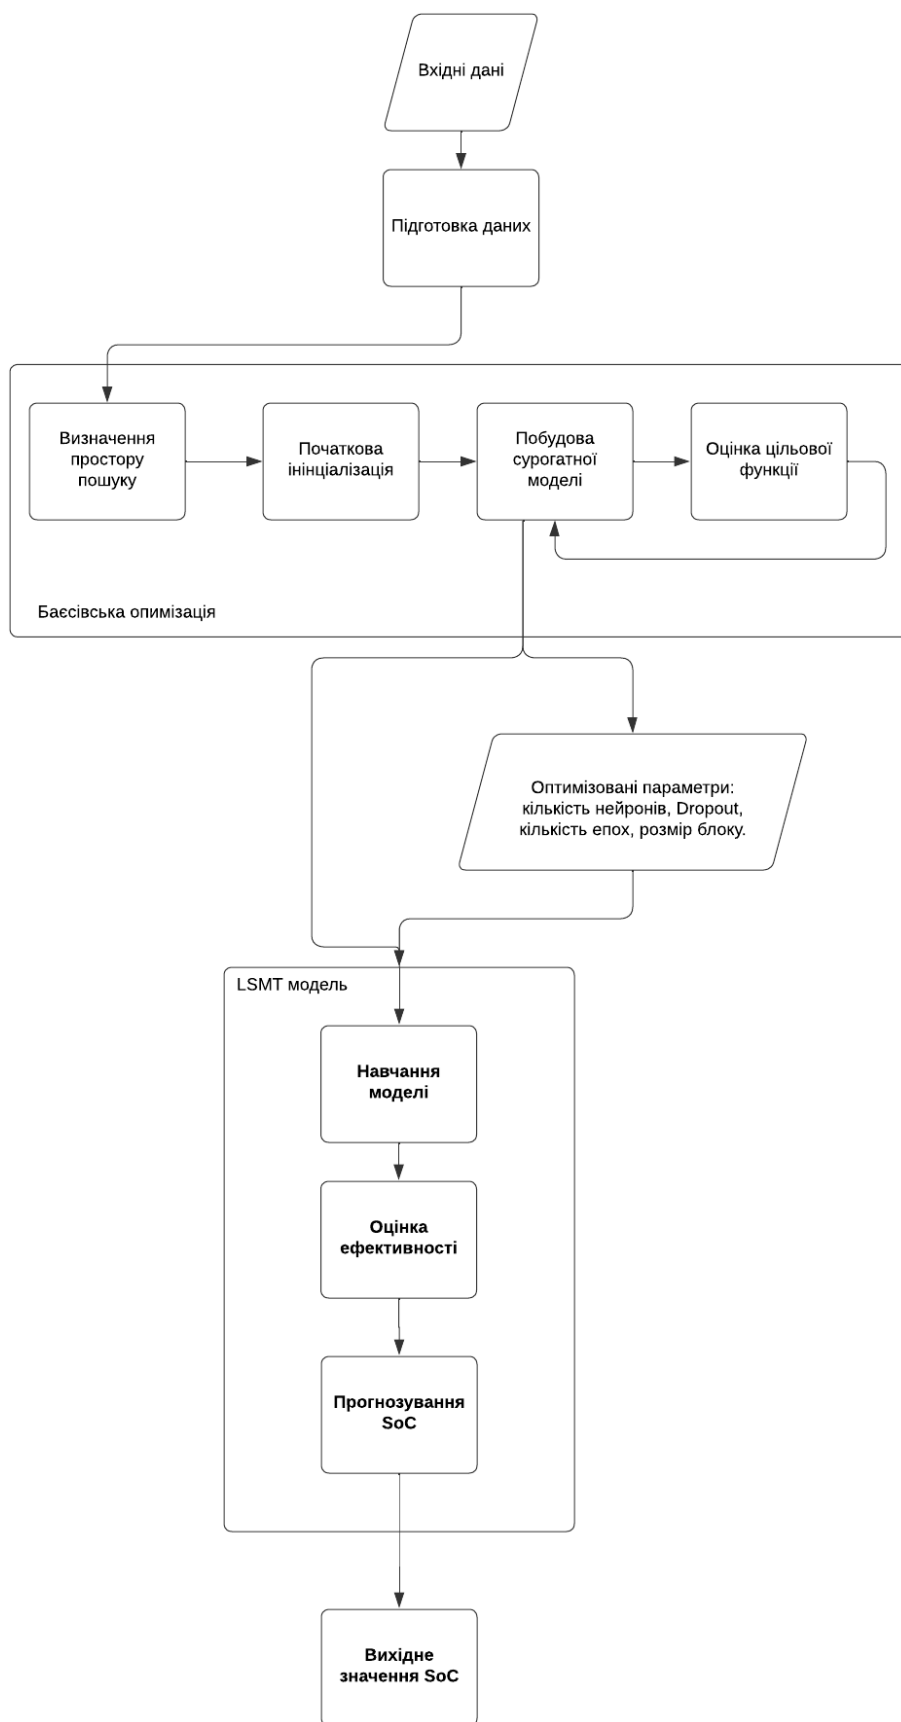 Вхідні дані
Підготовка даних
Визначення
простору
пошуку
Початкова
інінціалізація
Побудова
сурогатної
моделі
Оцінка цільової
функції
Баєсівська опимізація
Оптимізовані параметри:
кількість нейронів, Dropout,
кількість епох, розмір блоку.
LSMT модель
Навчання
моделі
Оцінка
ефективності
Прогнозування
SoC
Вихідне
значення SoC